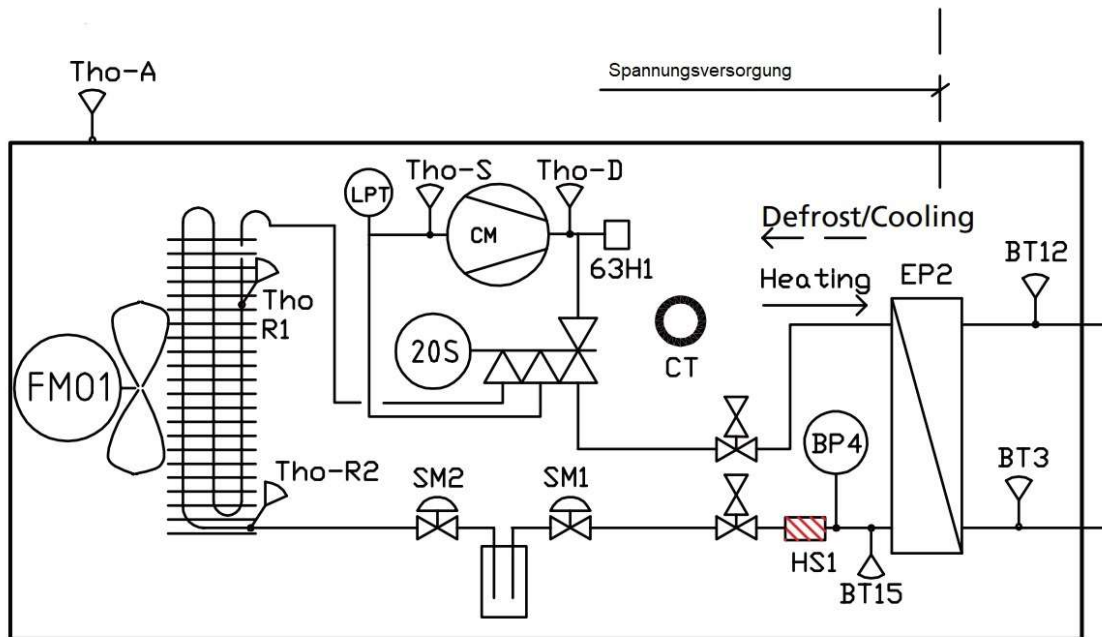 Spannungsversorgung
Tho-A
Tho-S
Tho-D
LPT
CM
63H1
Defrost/Cooling
Heating
EP2
BT12
Tho
R1
20S
CT
FM01
BP4
Tho-R2
SM2
SM1
HS1
BT15
BT3